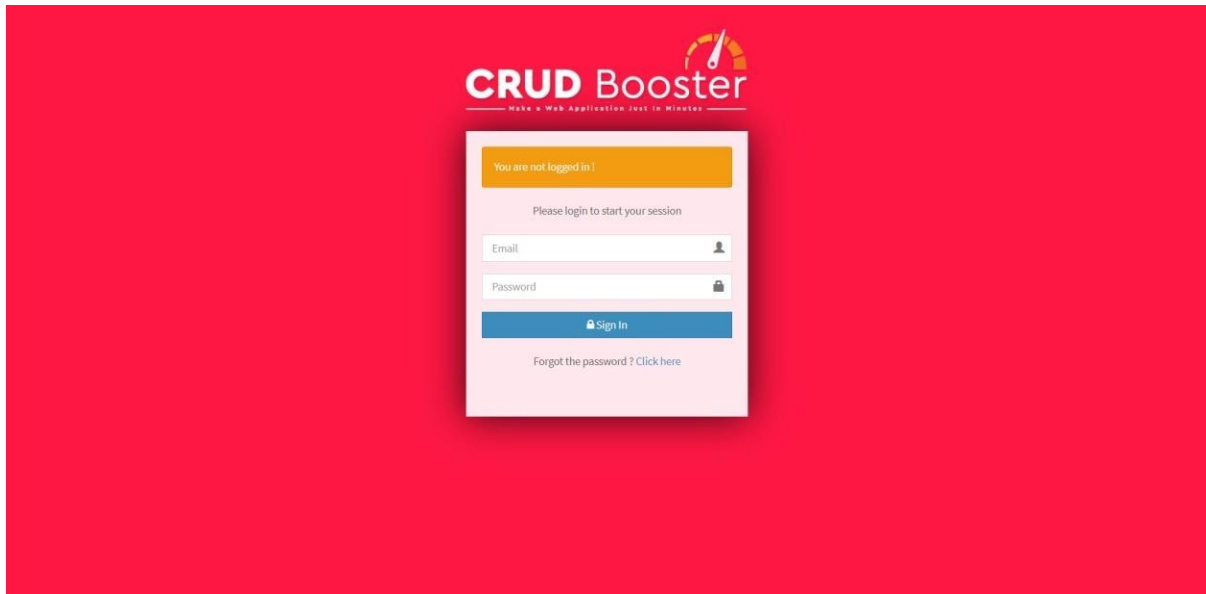 CRUD Booster
Make a Web Application Just In Minutes
You are not logged in !
Please login to start your session
Email
Password
Sign In
Forgot the password ? Click here